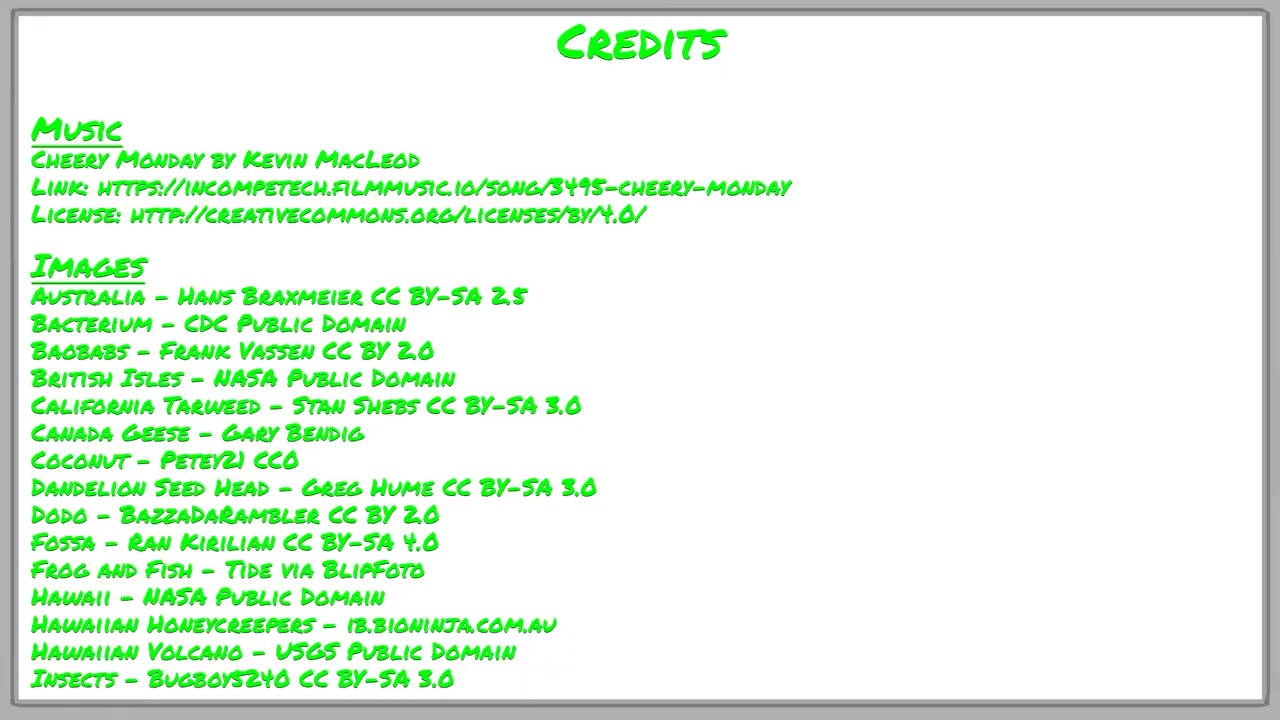 Credits
Music
Cheery Monday by Kevin MacLeod
Link: https://incompetech.filmmusic.io/song/3495-cheery-monday
License: http://creativecommons.org/licenses/by/4.0/
Images
Australia - Hans Braxmeier CC BY-SA 2.5
Bacterium - CDC Public Domain
Baobabs - Frank Vassen CC BY 2.0
British Isles - NASA Public Domain
California Tarweed - Stan Shebs CC BY-SA 3.0
Canada Geese - Gary Bendig
Coconut - Petey21 CC0
Dandelion Seed Head - Greg Hume CC BY-SA 3.0
Dodo - BazzaDaRambler CC BY 2.0
Fossa - Ran Kirilian CC BY-SA 4.0
Frog and Fish - Tide via BlipFoto
Hawaii - NASA Public Domain
Hawaiian Honeycreepers - ib.bioninja.com.au
Hawaiian Volcano - USGS Public Domain
Insects - Bugboy5240 CC BY-SA 3.0